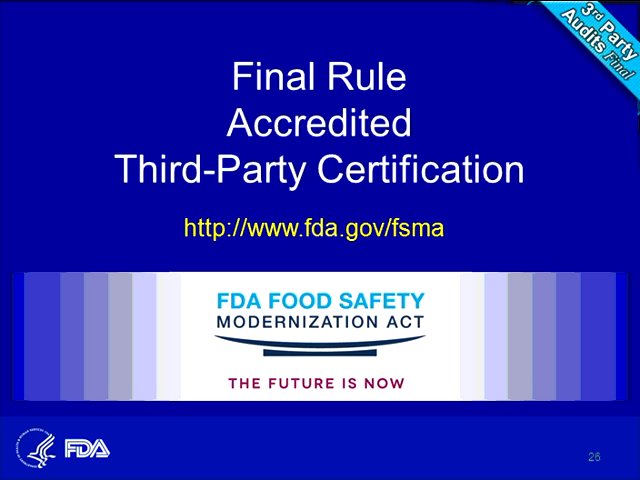 3rd Party
Audits Final
Final Rule
Accredited
Third-Party Certification
http://www.fda.gov/fsma
FDA FOOD SAFETY
MODERNIZATION ACT
THE FUTURE IS NOW
FDA
26